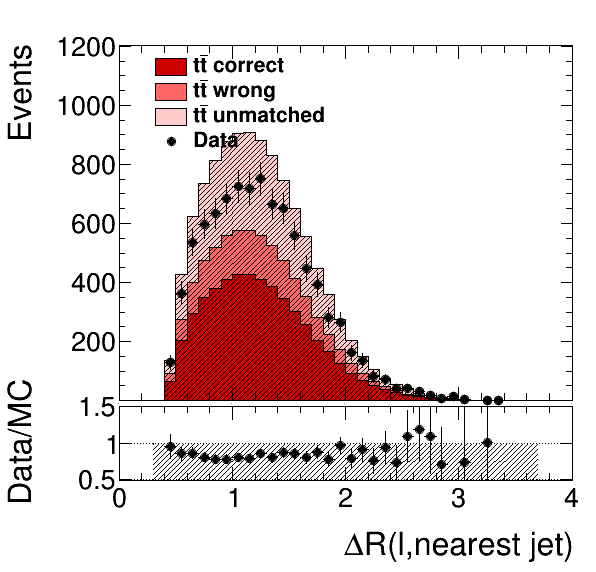 Events
1200
1000
800
600
400
200
tt̄ correct
tt̄ wrong
tt̄ unmatched
Data
Data/MC
1.5
1
0.5
0 1 2 3 4
ΔR(l,nearest jet)